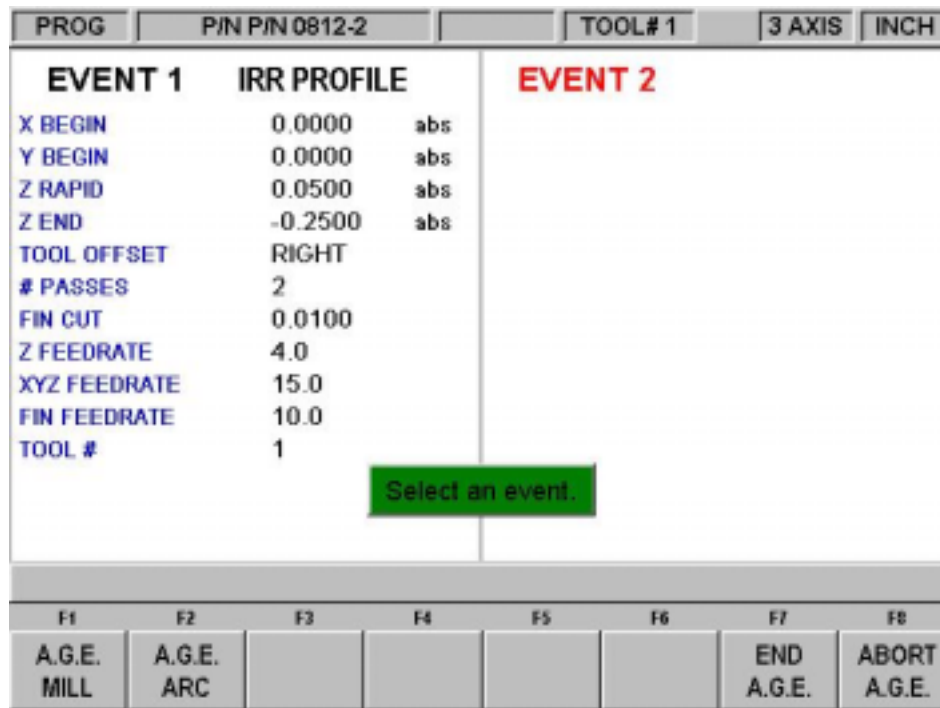 PROG P/N P/N 0812-2 TOOL# 1 3 AXIS INCH
EVENT 1 IRR PROFILE EVENT 2
X BEGIN 0.0000 abs
Y BEGIN 0.0000 abs
Z RAPID 0.0500 abs
Z END -0.2500 abs
TOOL OFFSET RIGHT
# PASSES 2
FIN CUT 0.0100
Z FEEDRATE 4.0
XYZ FEEDRATE 15.0
FIN FEEDRATE 10.0
TOOL # 1
Select an event.
F1 F2 F3 F4 F5 F6 F7 F8
A.G.E. A.G.E. END ABORT
MILL ARC A.G.E. A.G.E.